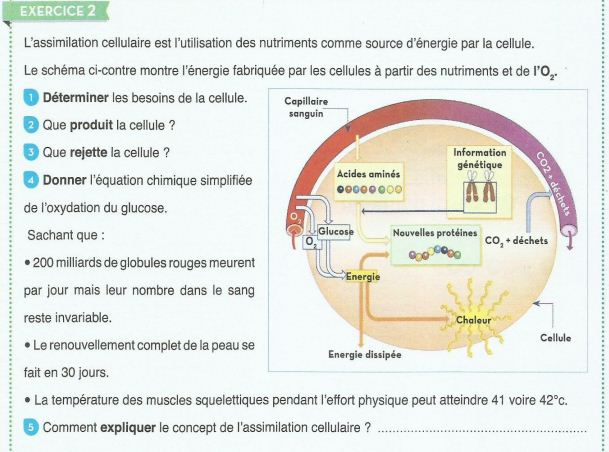 EXERCICE 2
L'assimilation cellulaire est l'utilisation des nutriments comme source d'énergie par la cellule.
Le schéma ci-contre montre l'énergie fabriquée par les cellules à partir des nutriments et de l'O₂.
1 Déterminer les besoins de la cellule.
2 Que produit la cellule ?
3 Que rejette la cellule ?
4 Donner l'équation chimique simplifiée
de l'oxydation du glucose.
Sachant que :
• 200 milliards de globules rouges meurent
par jour mais leur nombre dans le sang
reste invariable.
• Le renouvellement complet de la peau se
fait en 30 jours.
Capillaire
sanguin
Information
génétique
Acides aminés
CO2 + déchets
O₂
Glucose
O₂
Nouvelles protéines
CO₂ + déchets
Energie
Chaleur
Cellule
Energie dissipée
• La température des muscles squelettiques pendant l'effort physique peut atteindre 41 voire 42°c.
5 Comment expliquer le concept de l'assimilation cellulaire ? ..................................................